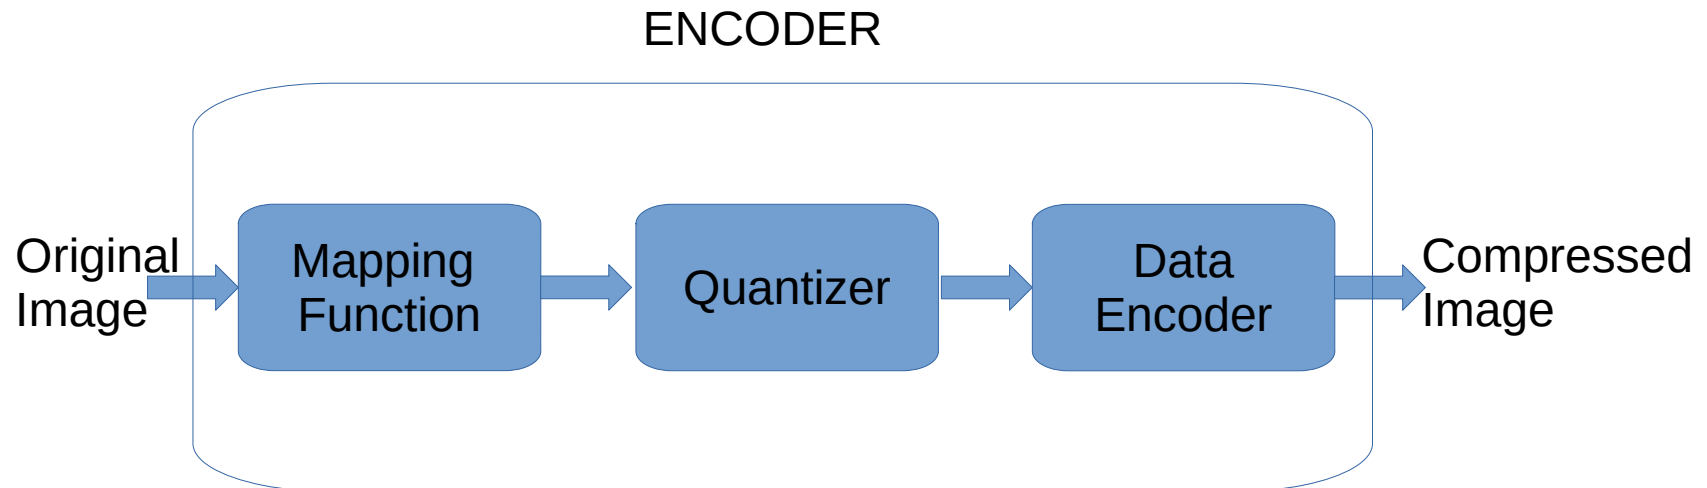 ENCODER
Original
Image
Mapping
Function
Quantizer
Data
Encoder
Compressed
Image